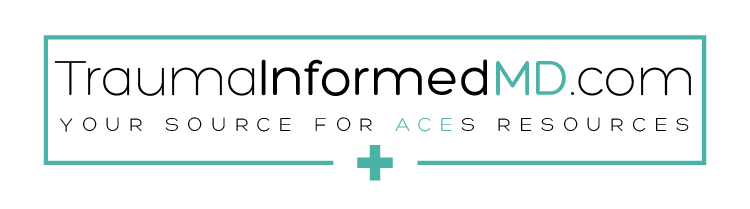 TraumaInformedMD.com
YOUR SOURCE FOR ACES RESOURCES